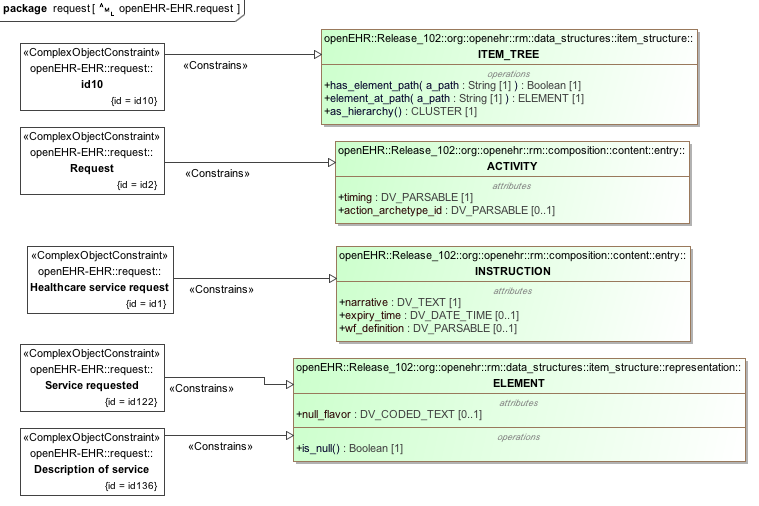 package request[ AML openEHR-EHR.request ]
«ComplexObjectConstraint»
openEHR-EHR::request::
id10
{id = id10}
«Constrains»
openEHR::Release_102::org::openehr::rm::data_structures::item_structure::
ITEM_TREE
operations
+has_element_path( a_path : String [1] ) : Boolean [1]
+element_at_path( a_path : String [1] ) : ELEMENT [1]
+as_hierarchy() : CLUSTER [1]
«ComplexObjectConstraint»
openEHR-EHR::request::
Request
{id = id2}
«Constrains»
openEHR::Release_102::org::openehr::rm::composition::content::entry::
ACTIVITY
attributes
+timing : DV_PARSABLE [1]
+action_archetype_id : DV_PARSABLE [0..1]
«ComplexObjectConstraint»
openEHR-EHR::request::
Healthcare service request
{id = id1}
«Constrains»
openEHR::Release_102::org::openehr::rm::composition::content::entry::
INSTRUCTION
attributes
+narrative : DV_TEXT [1]
+expiry_time : DV_DATE_TIME [0..1]
+wf_definition : DV_PARSABLE [0..1]
«ComplexObjectConstraint»
openEHR-EHR::request::
Service requested
{id = id122}
«Constrains»
openEHR::Release_102::org::openehr::rm::data_structures::item_structure::representation::
ELEMENT
attributes
+null_flavor : DV_CODED_TEXT [0..1]
operations
+is_null() : Boolean [1]
«ComplexObjectConstraint»
openEHR-EHR::request::
Description of service
{id = id136}
«Constrains»